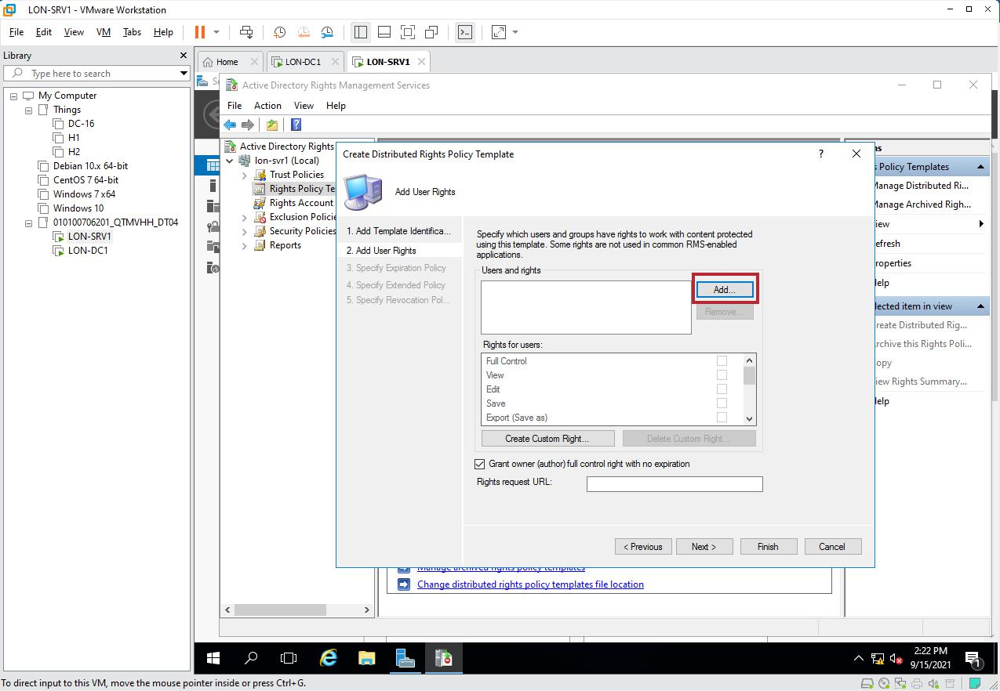 LON-SRV1 - VMware Workstation
File Edit View VM Tabs Help
Library
Type here to search
My Computer
Things
DC-16
H1
H2
Debian 10.x 64-bit
CentOS 7 64-bit
Windows 7 x64
Windows 10
010100706201_QTMVHH_DT04
LON-SRV1
LON-DC1
Home
LON-DC1
LON-SRV1
Active Directory Rights Management Services
File Action View Help
Active Directory Rights
lon-svr1 (Local)
Trust Policies
Rights Policy Te
Rights Account
Exclusion Policie
Security Policies
Reports
Create Distributed Rights Policy Template
?
Add User Rights
1. Add Template Identifica...
2. Add User Rights
3. Specify Expiration Policy
4. Specify Extended Policy
5. Specify Revocation Pol...
Specify which users and groups have rights to work with content protected
using this template. Some rights are not used in common RMS-enabled
applications.
Users and rights
Add...
Remove...
Rights for users:
Full Control
View
Edit
Save
Export (Save as)
Create Custom Right...
Delete Custom Right...
Grant owner (author) full control right with no expiration
Rights request URL:
< Previous
Next >
Finish
Cancel
Manage archived rights policy templates
Change distributed rights policy templates file location
ns
s Policy Templates
Manage Distributed Ri...
Manage Archived Righ...
iew
efresh
roperties
elp
lected item in view
reate Distributed Rig...
rchive this Rights Poli...
opy
iew Rights Summary...
elp
2:22 PM
9/15/2021
1
To direct input to this VM, move the mouse pointer inside or press Ctrl+G.